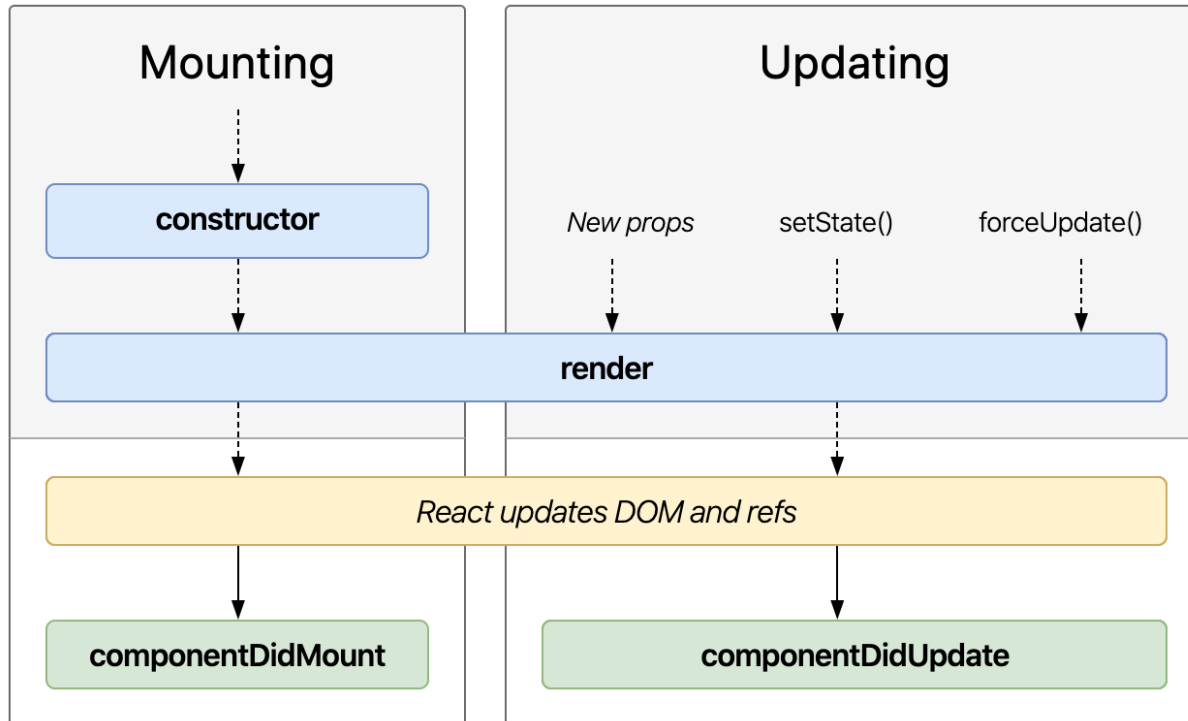 Mounting
Updating
constructor
New props
setState()
forceUpdate()
render
React updates DOM and refs
componentDidMount
componentDidUpdate